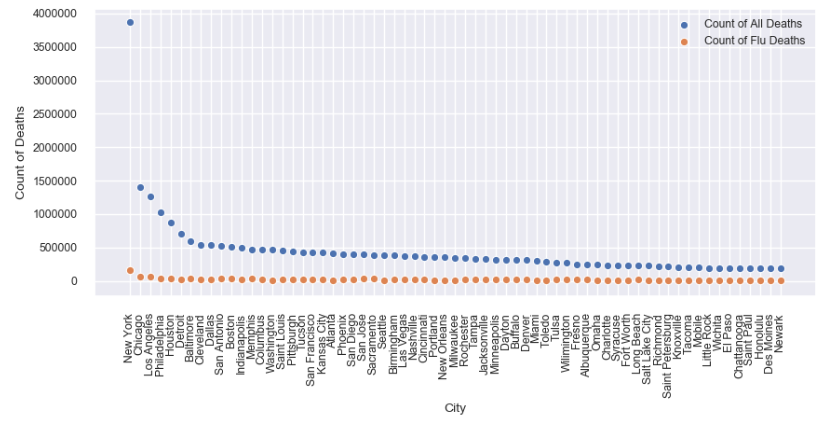 4000000
3500000
3000000
2500000
2000000
1500000
1000000
500000
0
Count of Deaths
Count of All Deaths
Count of Flu Deaths
New York
Chicago
Los Angeles
Philadelphia
Houston
Detroit
Baltimore
Cleveland
Dallas
San Antonio
Boston
Indianapolis
Memphis
Columbus
Washington
Saint Louis
Pittsburgh
Tucson
San Francisco
Kansas City
Atlanta
Phoenix
San Diego
San Jose
Sacramento
Seattle
Birmingham
Las Vegas
Nashville
Cincinnati
Portland
New Orleans
Milwaukee
Rochester
Tampa
Jacksonville
Minneapolis
Dayton
Buffalo
Denver
Miami
Toledo
Tulsa
Wilimington
Fresno
Albuquerque
Omaha
Charlotte
Syracuse
Fort Worth
Long Beach
Salt Lake City
Richmond
Saint Petersburg
Knoxville
Tacoma
Mobile
Little Rock
Wichita
El Paso
Chattanooga
Saint Paul
Honolulu
Des Moines
Newark
City